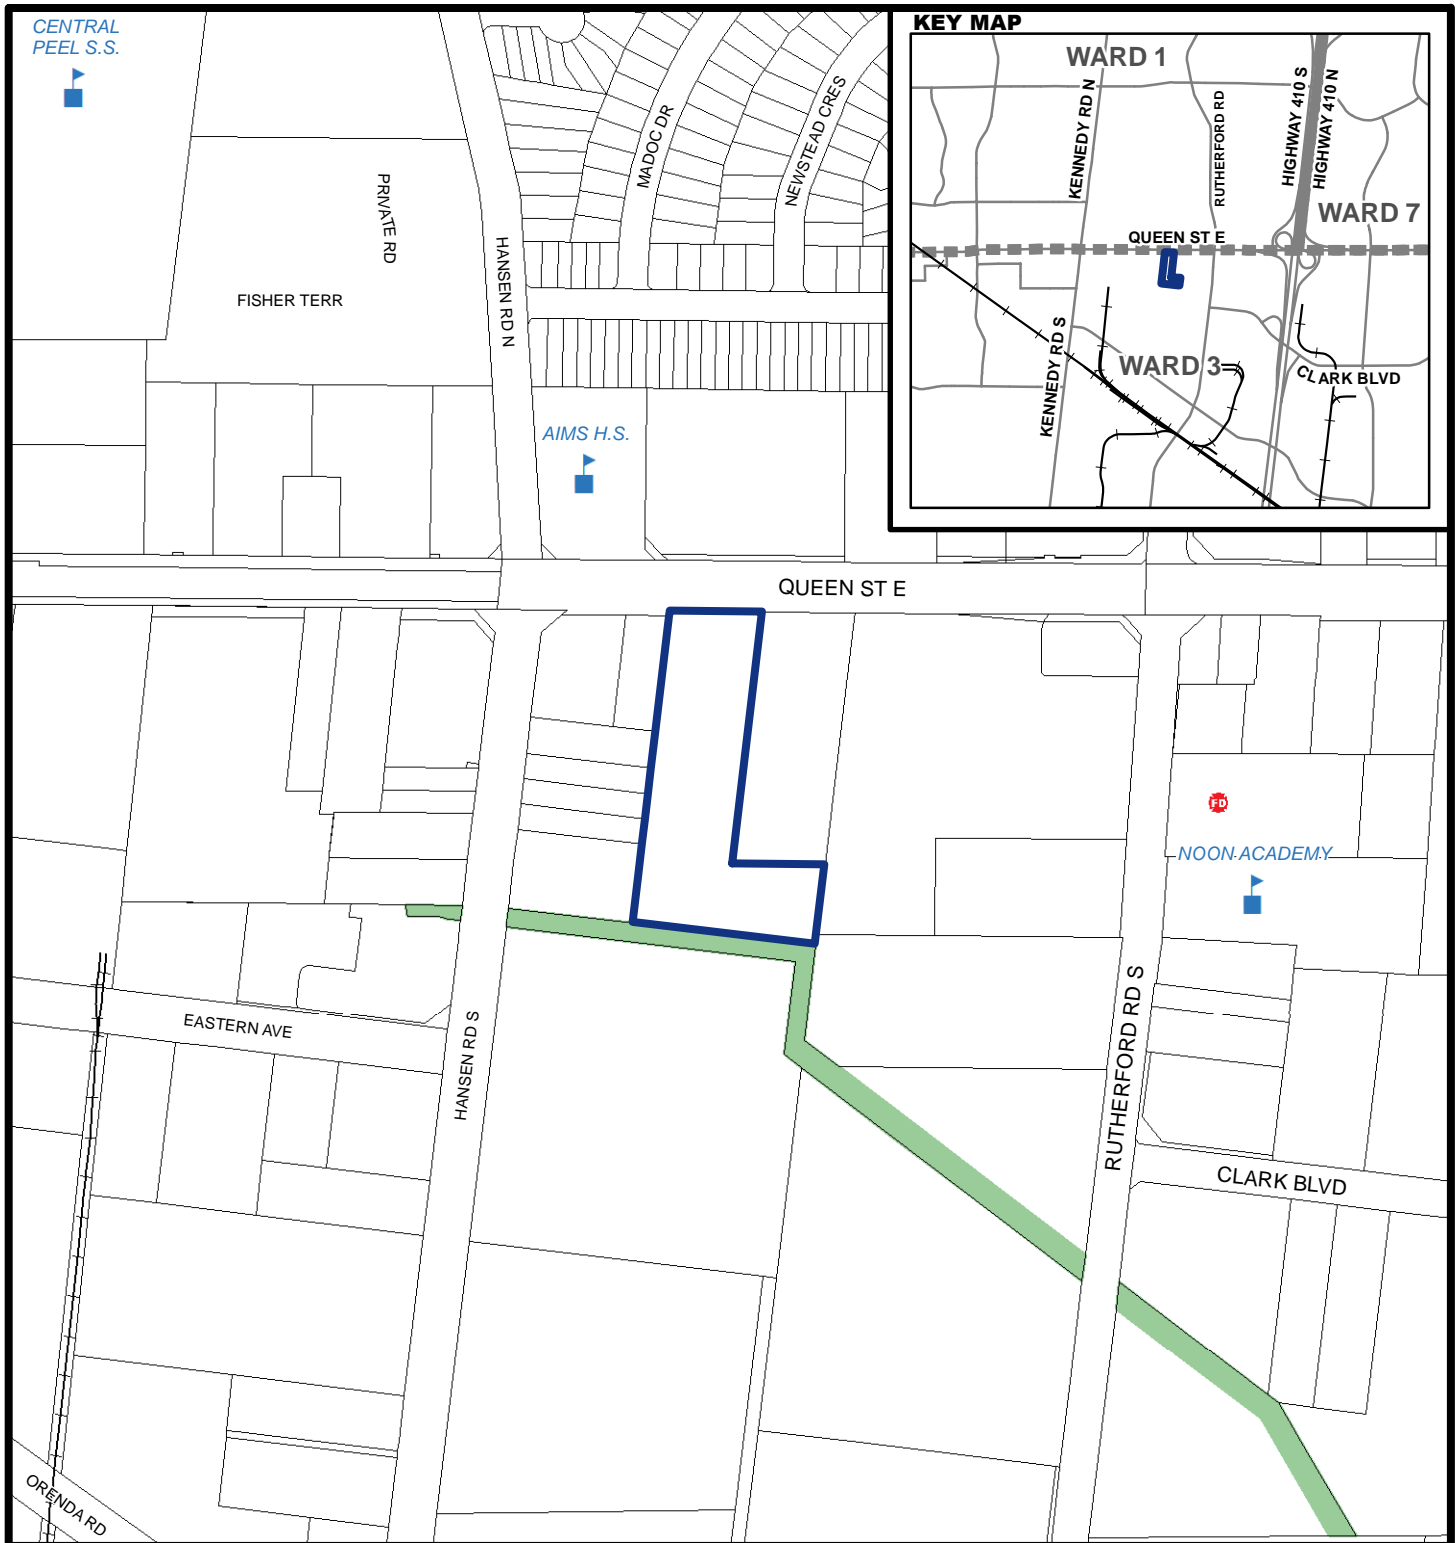 CENTRAL
PEEL S.S.
KEY MAP
WARD 1
KENNEDY RD N
RUTHERFORD RD
HIGHWAY 410 S
HIGHWAY 410 N
WARD 7
QUEEN ST E
KENNEDY RD S
WARD 3
CLARK BLVD
MADOC DR
NEWSTEAD CRES
PRIVATE RD
HANSEN RD N
FISHER TERR
AIMS H.S.
QUEEN ST E
FD
NOON ACADEMY
EASTERN AVE
HANSEN RD S
RUTHERFORD RD S
CLARK BLVD
ORENDA RD